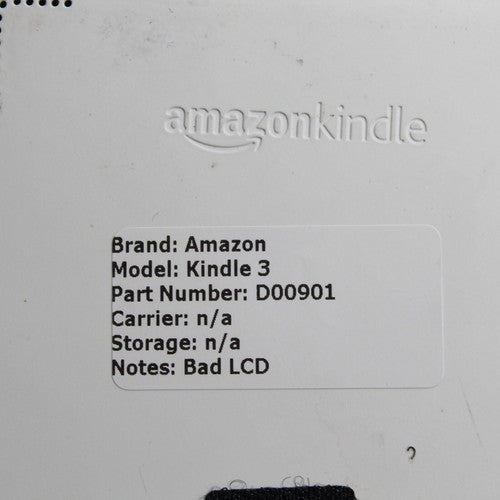 amazonkindle
Brand: Amazon
Model: Kindle 3
Part Number: D00901
Carrier: n/a
Storage: n/a
Notes: Bad LCD